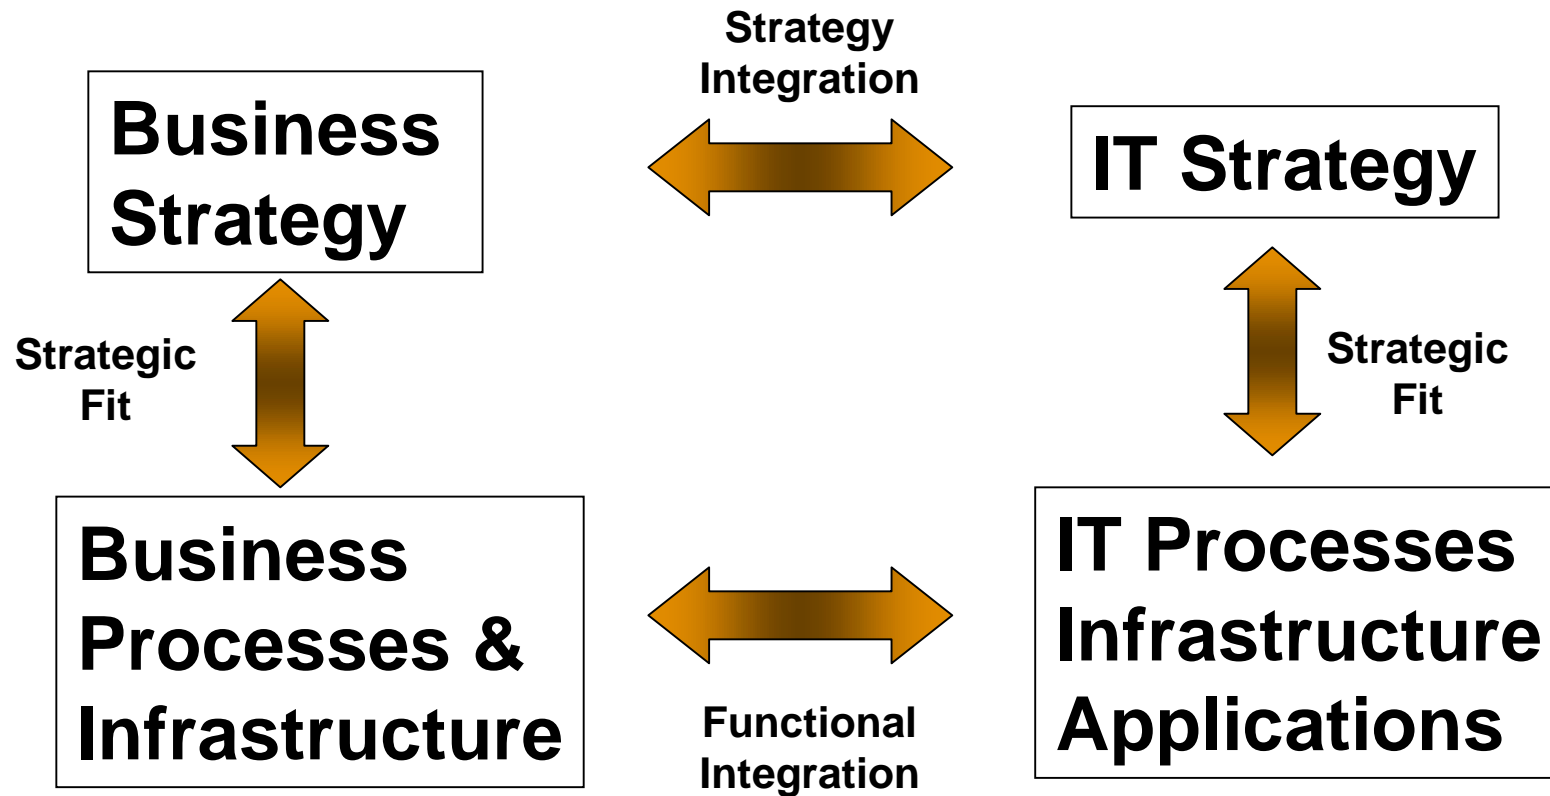 Strategy
Integration
Business
Strategy
IT Strategy
Strategic
Fit
Strategic
Fit
Business
Processes &
Infrastructure
IT Processes
Infrastructure
Applications
Functional
Integration